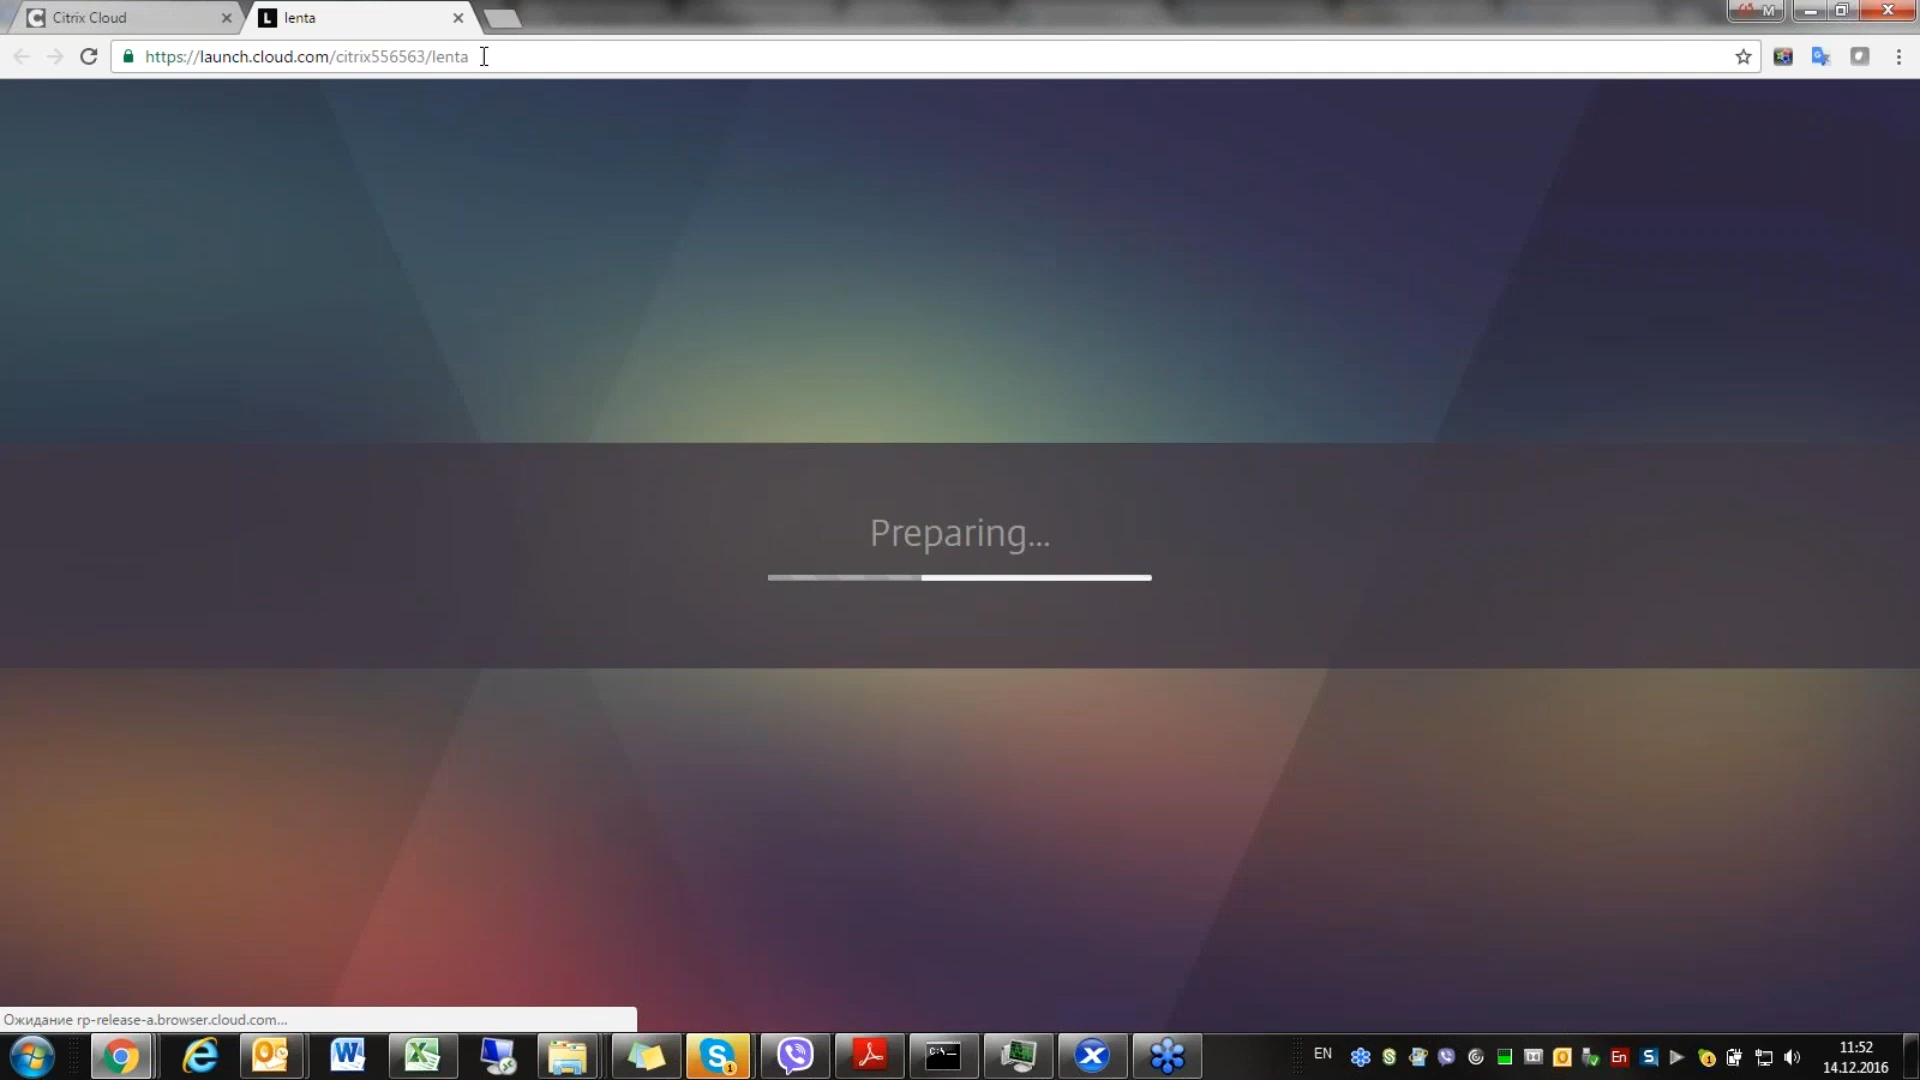 Citrix Cloud
L lenta
M
https://launch.cloud.com/citrix556563/lenta
Preparing...
Ожидание rp-release-a.browser.cloud.com...
EN
En
11:52
14.12.2016